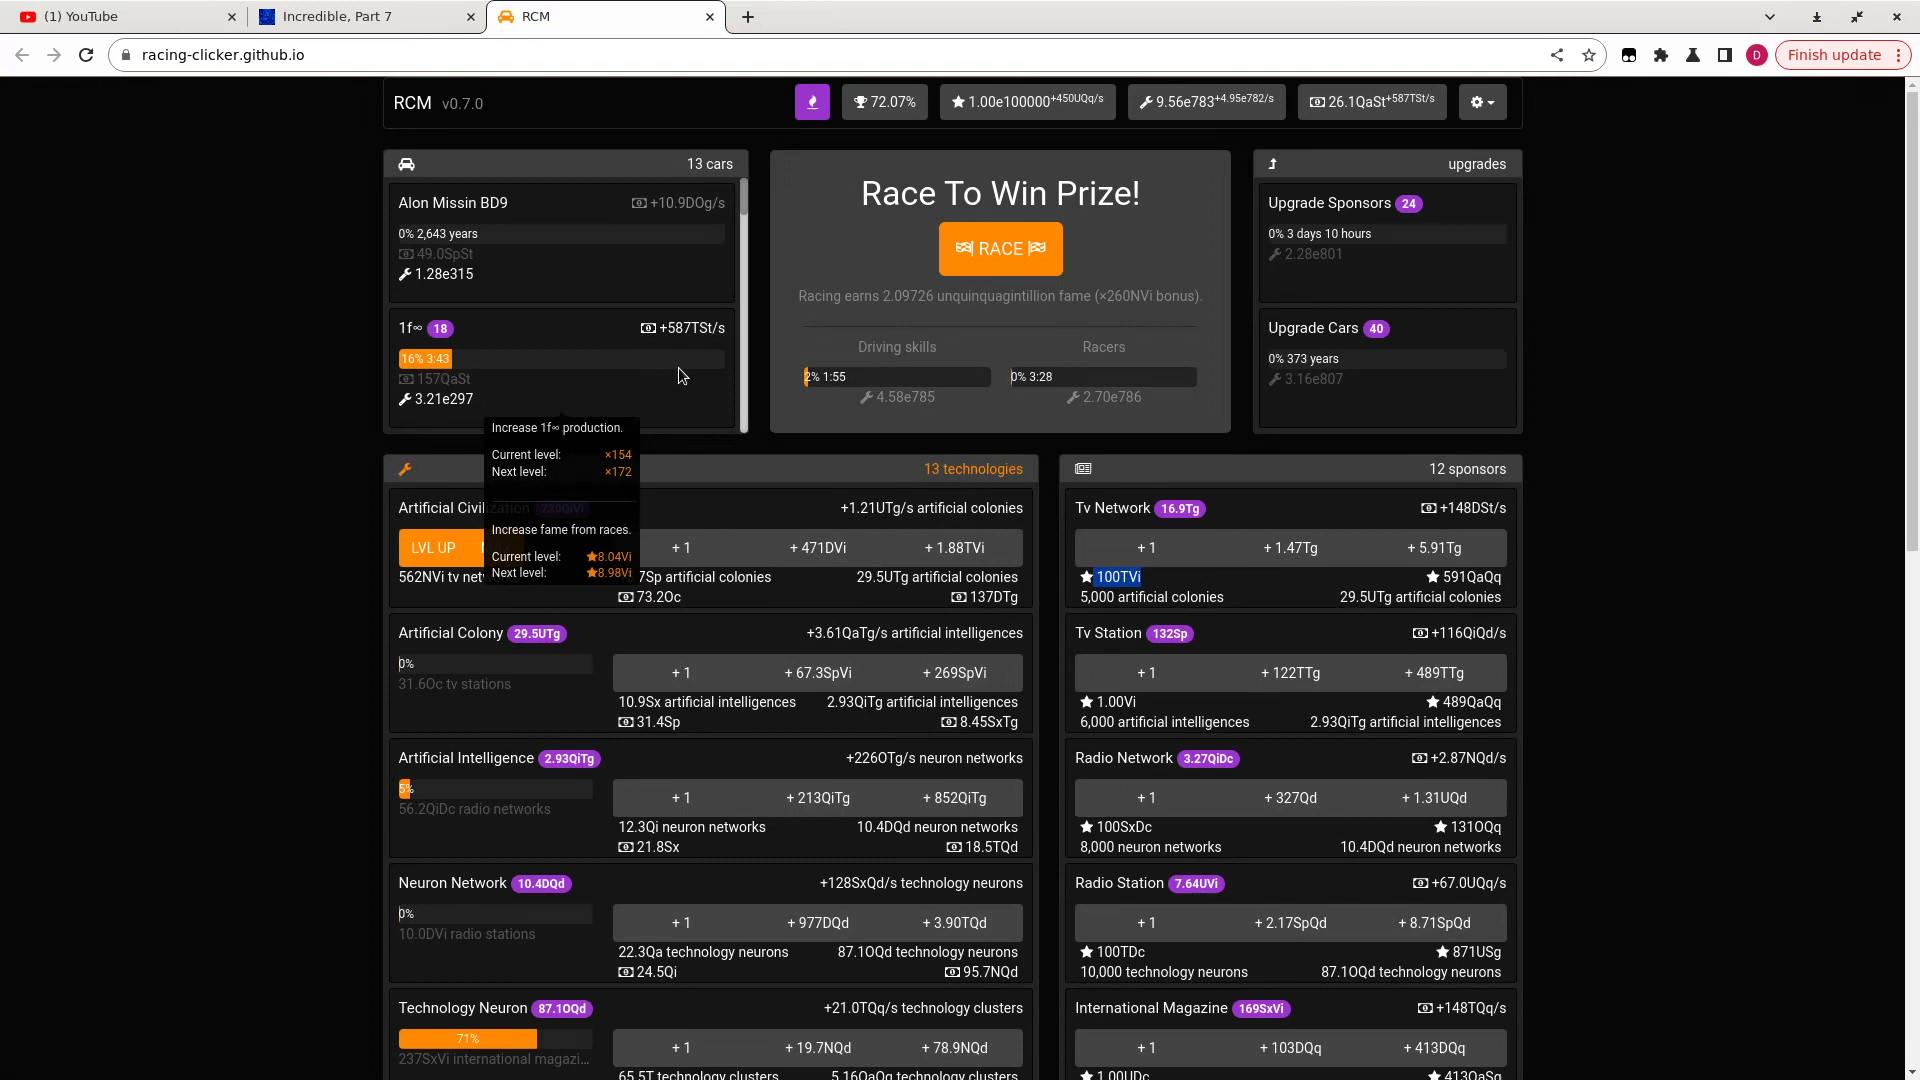 (1) YouTube
Incredible, Part 7
RCM
racing-clicker.github.io
D
Finish update
RCM v0.7.0
72.07%
1.00e100000+450UQq/s
9.56e783+4.95e782/s
26.1QaSt+587TSt/s
13 cars
Alon Missin BD9
+10.9DOg/s
0% 2,643 years
49.0SpSt
1.28e315
1f∞ 18
+587TSt/s
16% 3:43
157QaSt
3.21e297
Race To Win Prize!
RACE
Racing earns 2.09726 unquinquagintillion fame (×260NVi bonus).
Driving skills
Racers
2% 1:55
0% 3:28
4.58e785
2.70e786
upgrades
Upgrade Sponsors 24
0% 3 days 10 hours
2.28e801
Upgrade Cars 40
0% 373 years
3.16e807
Increase 1f∞ production.
Current level: ×154
Next level: ×172
Increase fame from races.
Current level: 8.04Vi
Next level: 8.98Vi
13 technologies
+1.21UTg/s artificial colonies
LVL UP
+ 1
+ 471DVi
+ 1.88TVi
7Sp artificial colonies
29.5UTg artificial colonies
73.2Oc
137DTg
Artificial Colony 29.5UTg
+3.61QaTg/s artificial intelligences
0%
31.6Oc tv stations
+ 1
+ 67.3SpVi
+ 269SpVi
10.9Sx artificial intelligences
2.93QiTg artificial intelligences
31.4Sp
8.45SxTg
Artificial Intelligence 2.93QiTg
+226OTg/s neuron networks
5%
56.2QiDc radio networks
+ 1
+ 213QiTg
+ 852QiTg
12.3Qi neuron networks
10.4DQd neuron networks
21.8Sx
18.5TQd
Neuron Network 10.4DQd
+128SxQd/s technology neurons
0%
10.0DVi radio stations
+ 1
+ 977DQd
+ 3.90TQd
22.3Qa technology neurons
87.1OQd technology neurons
24.5Qi
95.7NQd
Technology Neuron 87.1OQd
+21.0TQq/s technology clusters
71%
237SxVi international magazi...
+ 1
+ 19.7NQd
+ 78.9NQd
65.5T technology clusters
5.16QaQq technology clusters
12 sponsors
Tv Network 16.9Tg
+148DSt/s
+ 1
+ 1.47Tg
+ 5.91Tg
100TVi
591QaQq
5,000 artificial colonies
29.5UTg artificial colonies
Tv Station 132Sp
+116QiQd/s
+ 1
+ 122TTg
+ 489TTg
1.00Vi
489QaQq
6,000 artificial intelligences
2.93QiTg artificial intelligences
Radio Network 3.27QiDc
+2.87NQd/s
+ 1
+ 327Qd
+ 1.31UQd
100SxDc
131OQq
8,000 neuron networks
10.4DQd neuron networks
Radio Station 7.64UVi
+67.0UQq/s
+ 1
+ 2.17SpQd
+ 8.71SpQd
100TDc
871USg
10,000 technology neurons
87.1OQd technology neurons
International Magazine 169SxVi
+148TQq/s
+ 1
+ 103DQq
+ 413DQq
1.00UDc
413QaSg